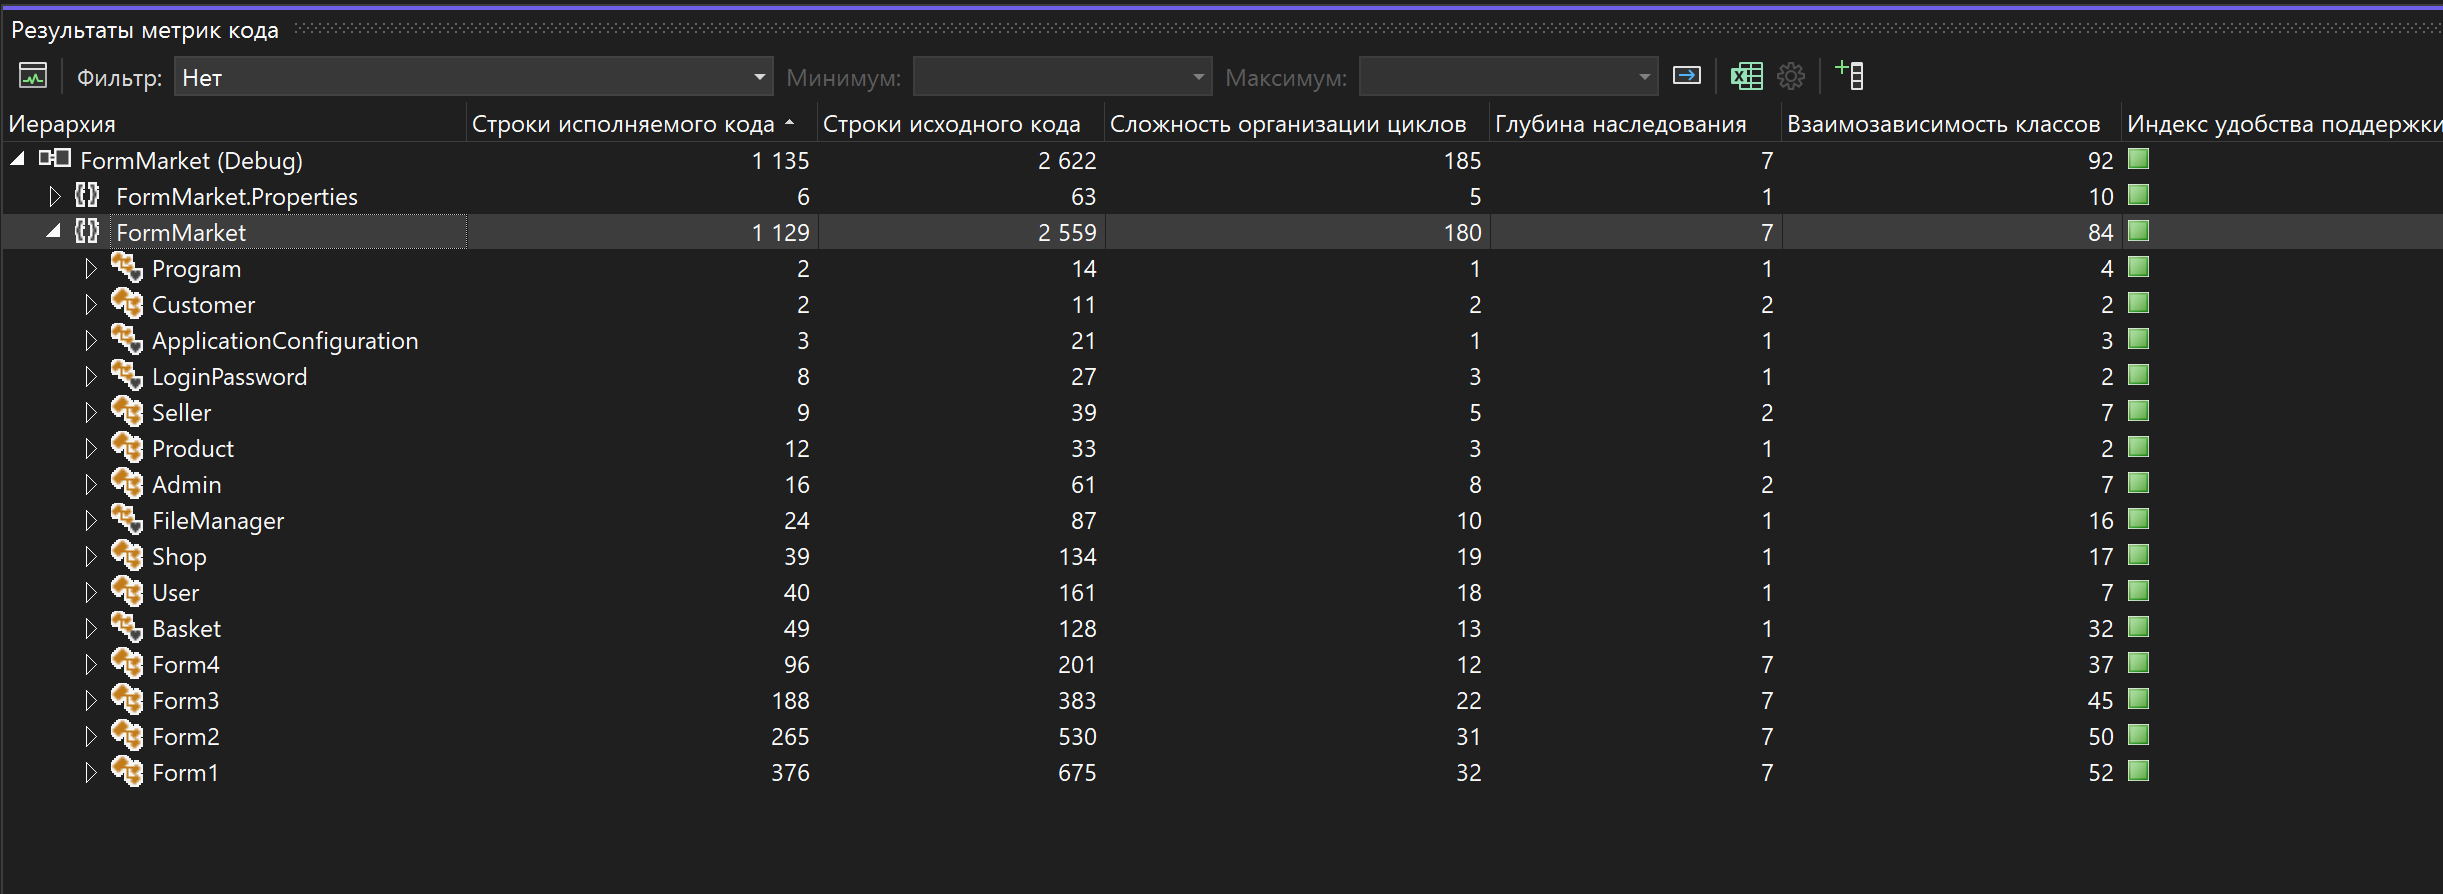 Результаты метрик кода
Фильтр: Нет Минимум: Максимум:
Иерархия Строки исполняемого кода Строки исходного кода Сложность организации циклов Глубина наследования Взаимозависимость классов Индекс удобства поддержки
FormMarket (Debug) 1 135 2 622 185 7 92
FormMarket.Properties 6 63 5 1 10
FormMarket 1 129 2 559 180 7 84
Program 2 14 1 1 4
Customer 2 11 2 2 2
ApplicationConfiguration 3 21 1 1 3
LoginPassword 8 27 3 1 2
Seller 9 39 5 2 7
Product 12 33 3 1 2
Admin 16 61 8 2 7
FileManager 24 87 10 1 16
Shop 39 134 19 1 17
User 40 161 18 1 7
Basket 49 128 13 1 32
Form4 96 201 12 7 37
Form3 188 383 22 7 45
Form2 265 530 31 7 50
Form1 376 675 32 7 52